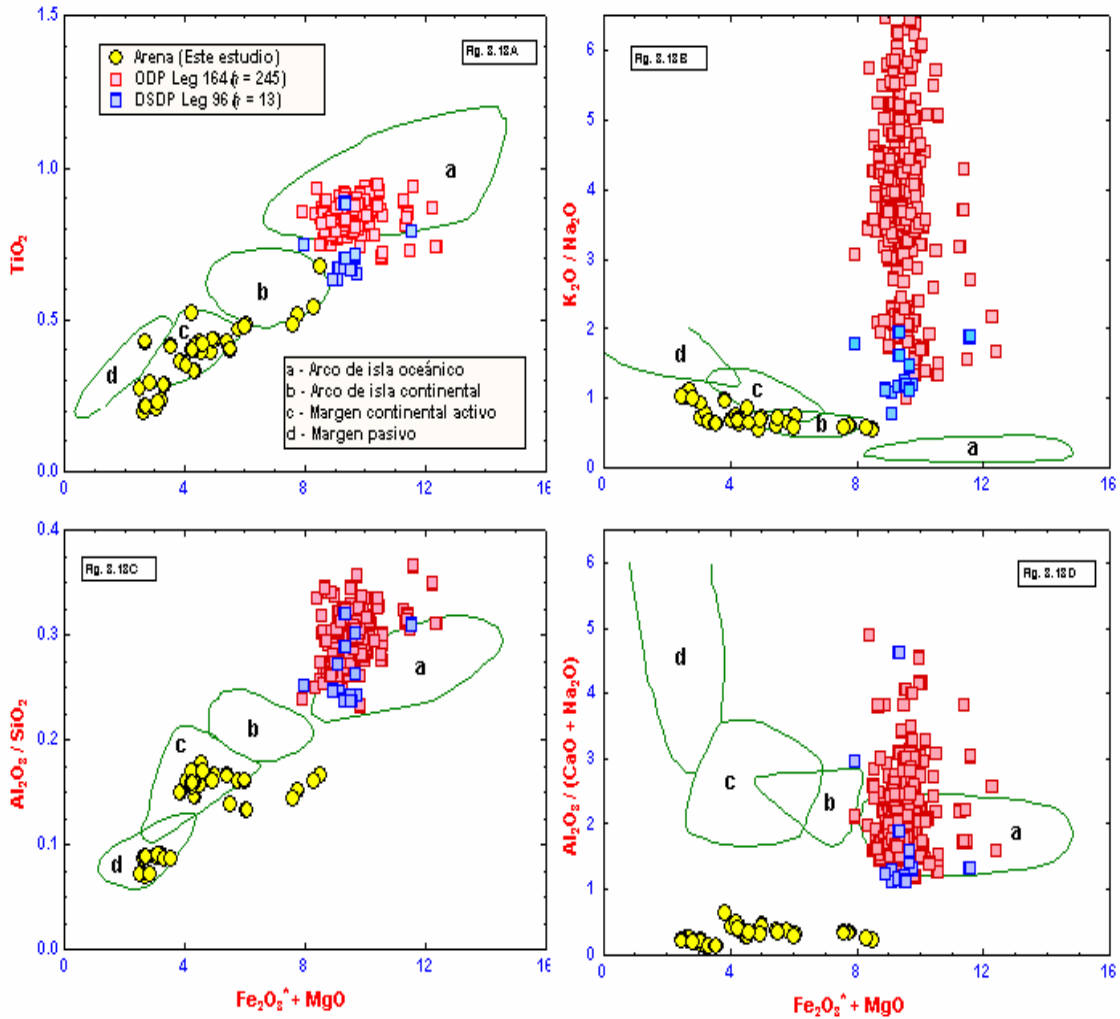 1.5
1.0
0.5
0.0
TiO2
0 4 8 12 16
Arena (Este estudio)
ODP Leg 164 (n = 245)
DSDP Leg 96 (n = 13)
Fig. 8.18A
a
b
c
d
a - Arco de isla oceánico
b - Arco de isla continental
c - Margen continental activo
d - Margen pasivo
6
5
4
3
2
1
0
K2O / Na2O
0 4 8 12 16
Fig. 8.18B
d
c
b
a
0.4
0.3
0.2
0.1
0.0
Al2O3 / SiO2
0 4 8 12 16
Fe2O3* + MgO
Fig. 8.18C
a
b
c
d
6
5
4
3
2
1
0
Al2O3 / (CaO + Na2O)
0 4 8 12 16
Fe2O3* + MgO
Fig. 8.18D
d
c
b
a